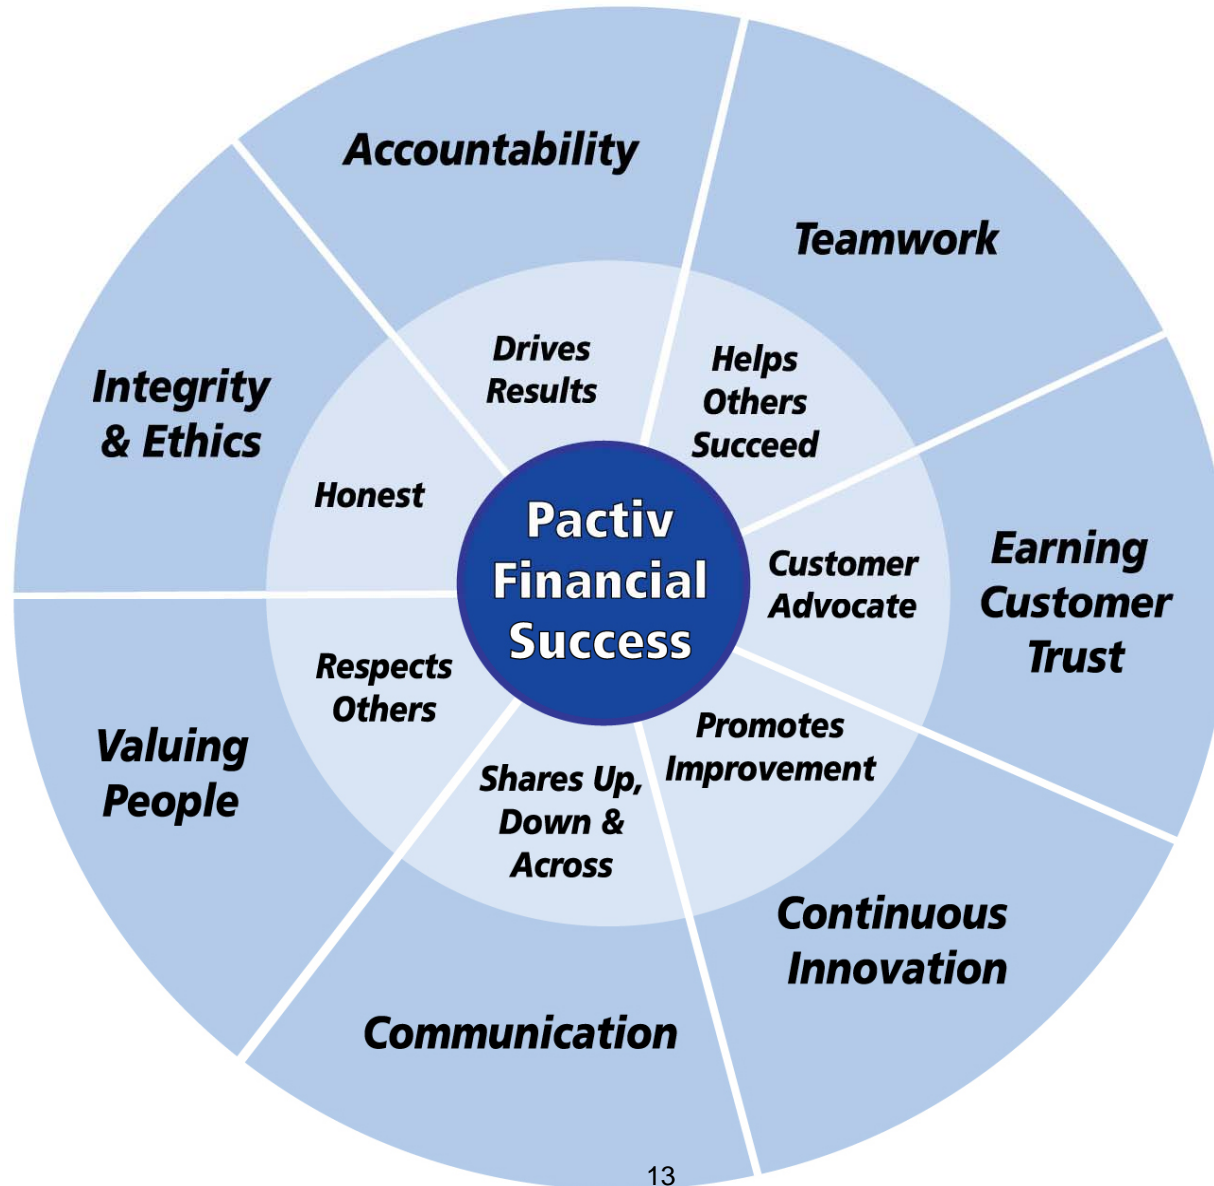 Accountability
Teamwork
Earning
Customer
Trust
Continuous
Innovation
Communication
Valuing
People
Integrity
& Ethics
Drives
Results
Helps
Others
Succeed
Customer
Advocate
Promotes
Improvement
Shares Up,
Down &
Across
Respects
Others
Honest
Pactiv
Financial
Success
13